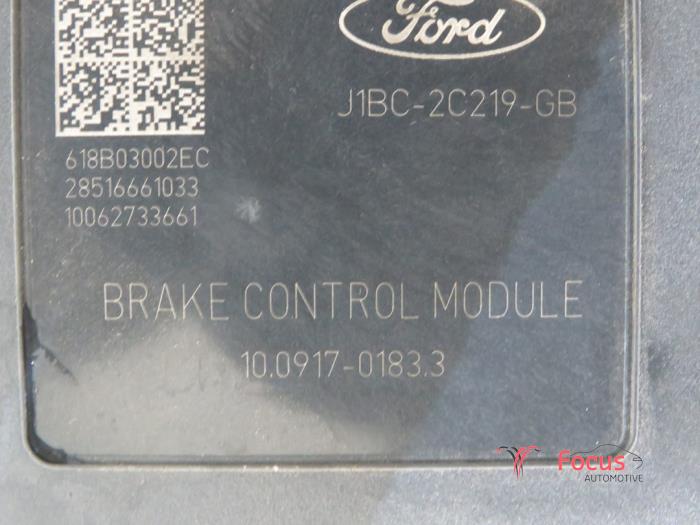 Ford
J1BC-2C219-GB
618B03002EC
28516661033
10062733661
BRAKE CONTROL MODULE
10.0917-0183.3
Focus
AUTOMOTIVE